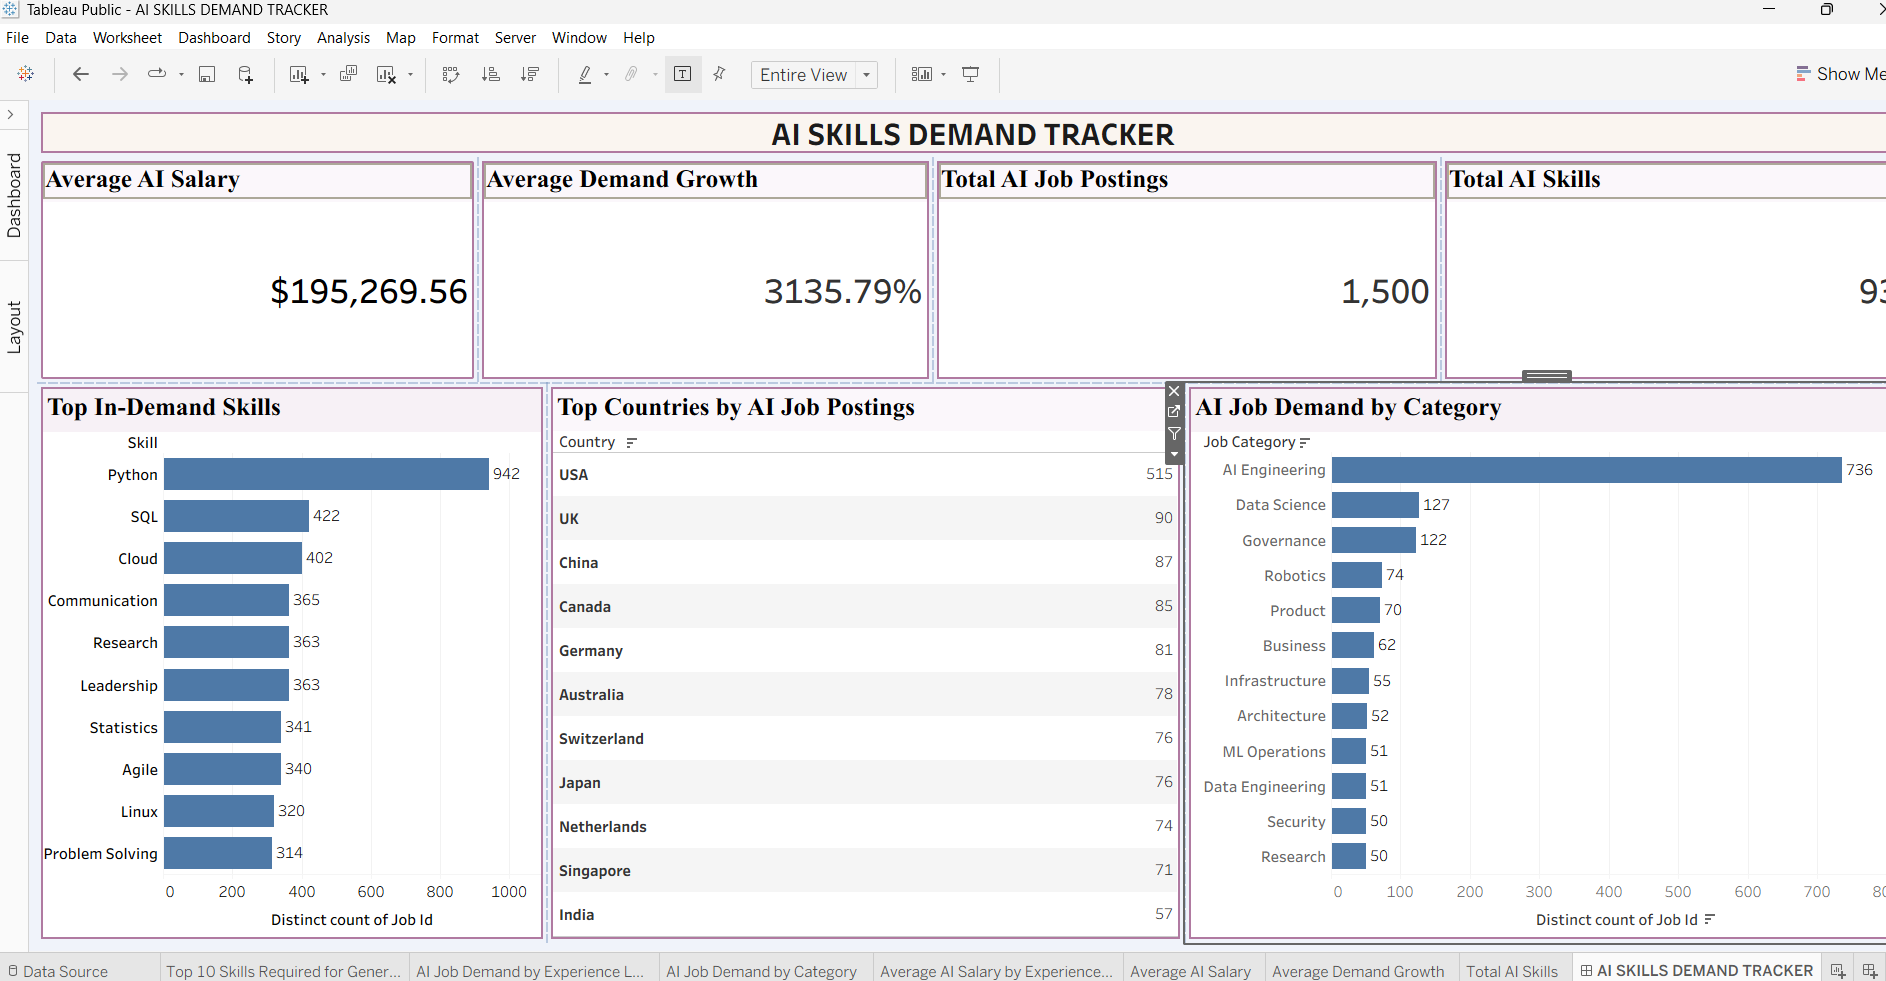 Tableau Public - AI SKILLS DEMAND TRACKER
File Data Worksheet Dashboard Story Analysis Map Format Server Window Help
Entire View
Show Me
Dashboard
Layout
AI SKILLS DEMAND TRACKER
Average AI Salary
$195,269.56
Average Demand Growth
3135.79%
Total AI Job Postings
1,500
Total AI Skills
93
Top In-Demand Skills
Skill
Python 942
SQL 422
Cloud 402
Communication 365
Research 363
Leadership 363
Statistics 341
Agile 340
Linux 320
Problem Solving 314
0 200 400 600 800 1000
Distinct count of Job Id
Top Countries by AI Job Postings
Country
USA 515
UK 90
China 87
Canada 85
Germany 81
Australia 78
Switzerland 76
Japan 76
Netherlands 74
Singapore 71
India 57
AI Job Demand by Category
Job Category
AI Engineering 736
Data Science 127
Governance 122
Robotics 74
Product 70
Business 62
Infrastructure 55
Architecture 52
ML Operations 51
Data Engineering 51
Security 50
Research 50
0 100 200 300 400 500 600 700
Distinct count of Job Id
Data Source
Top 10 Skills Required for Gener...
AI Job Demand by Experience L...
AI Job Demand by Category
Average AI Salary by Experience...
Average AI Salary
Average Demand Growth
Total AI Skills
AI SKILLS DEMAND TRACKER